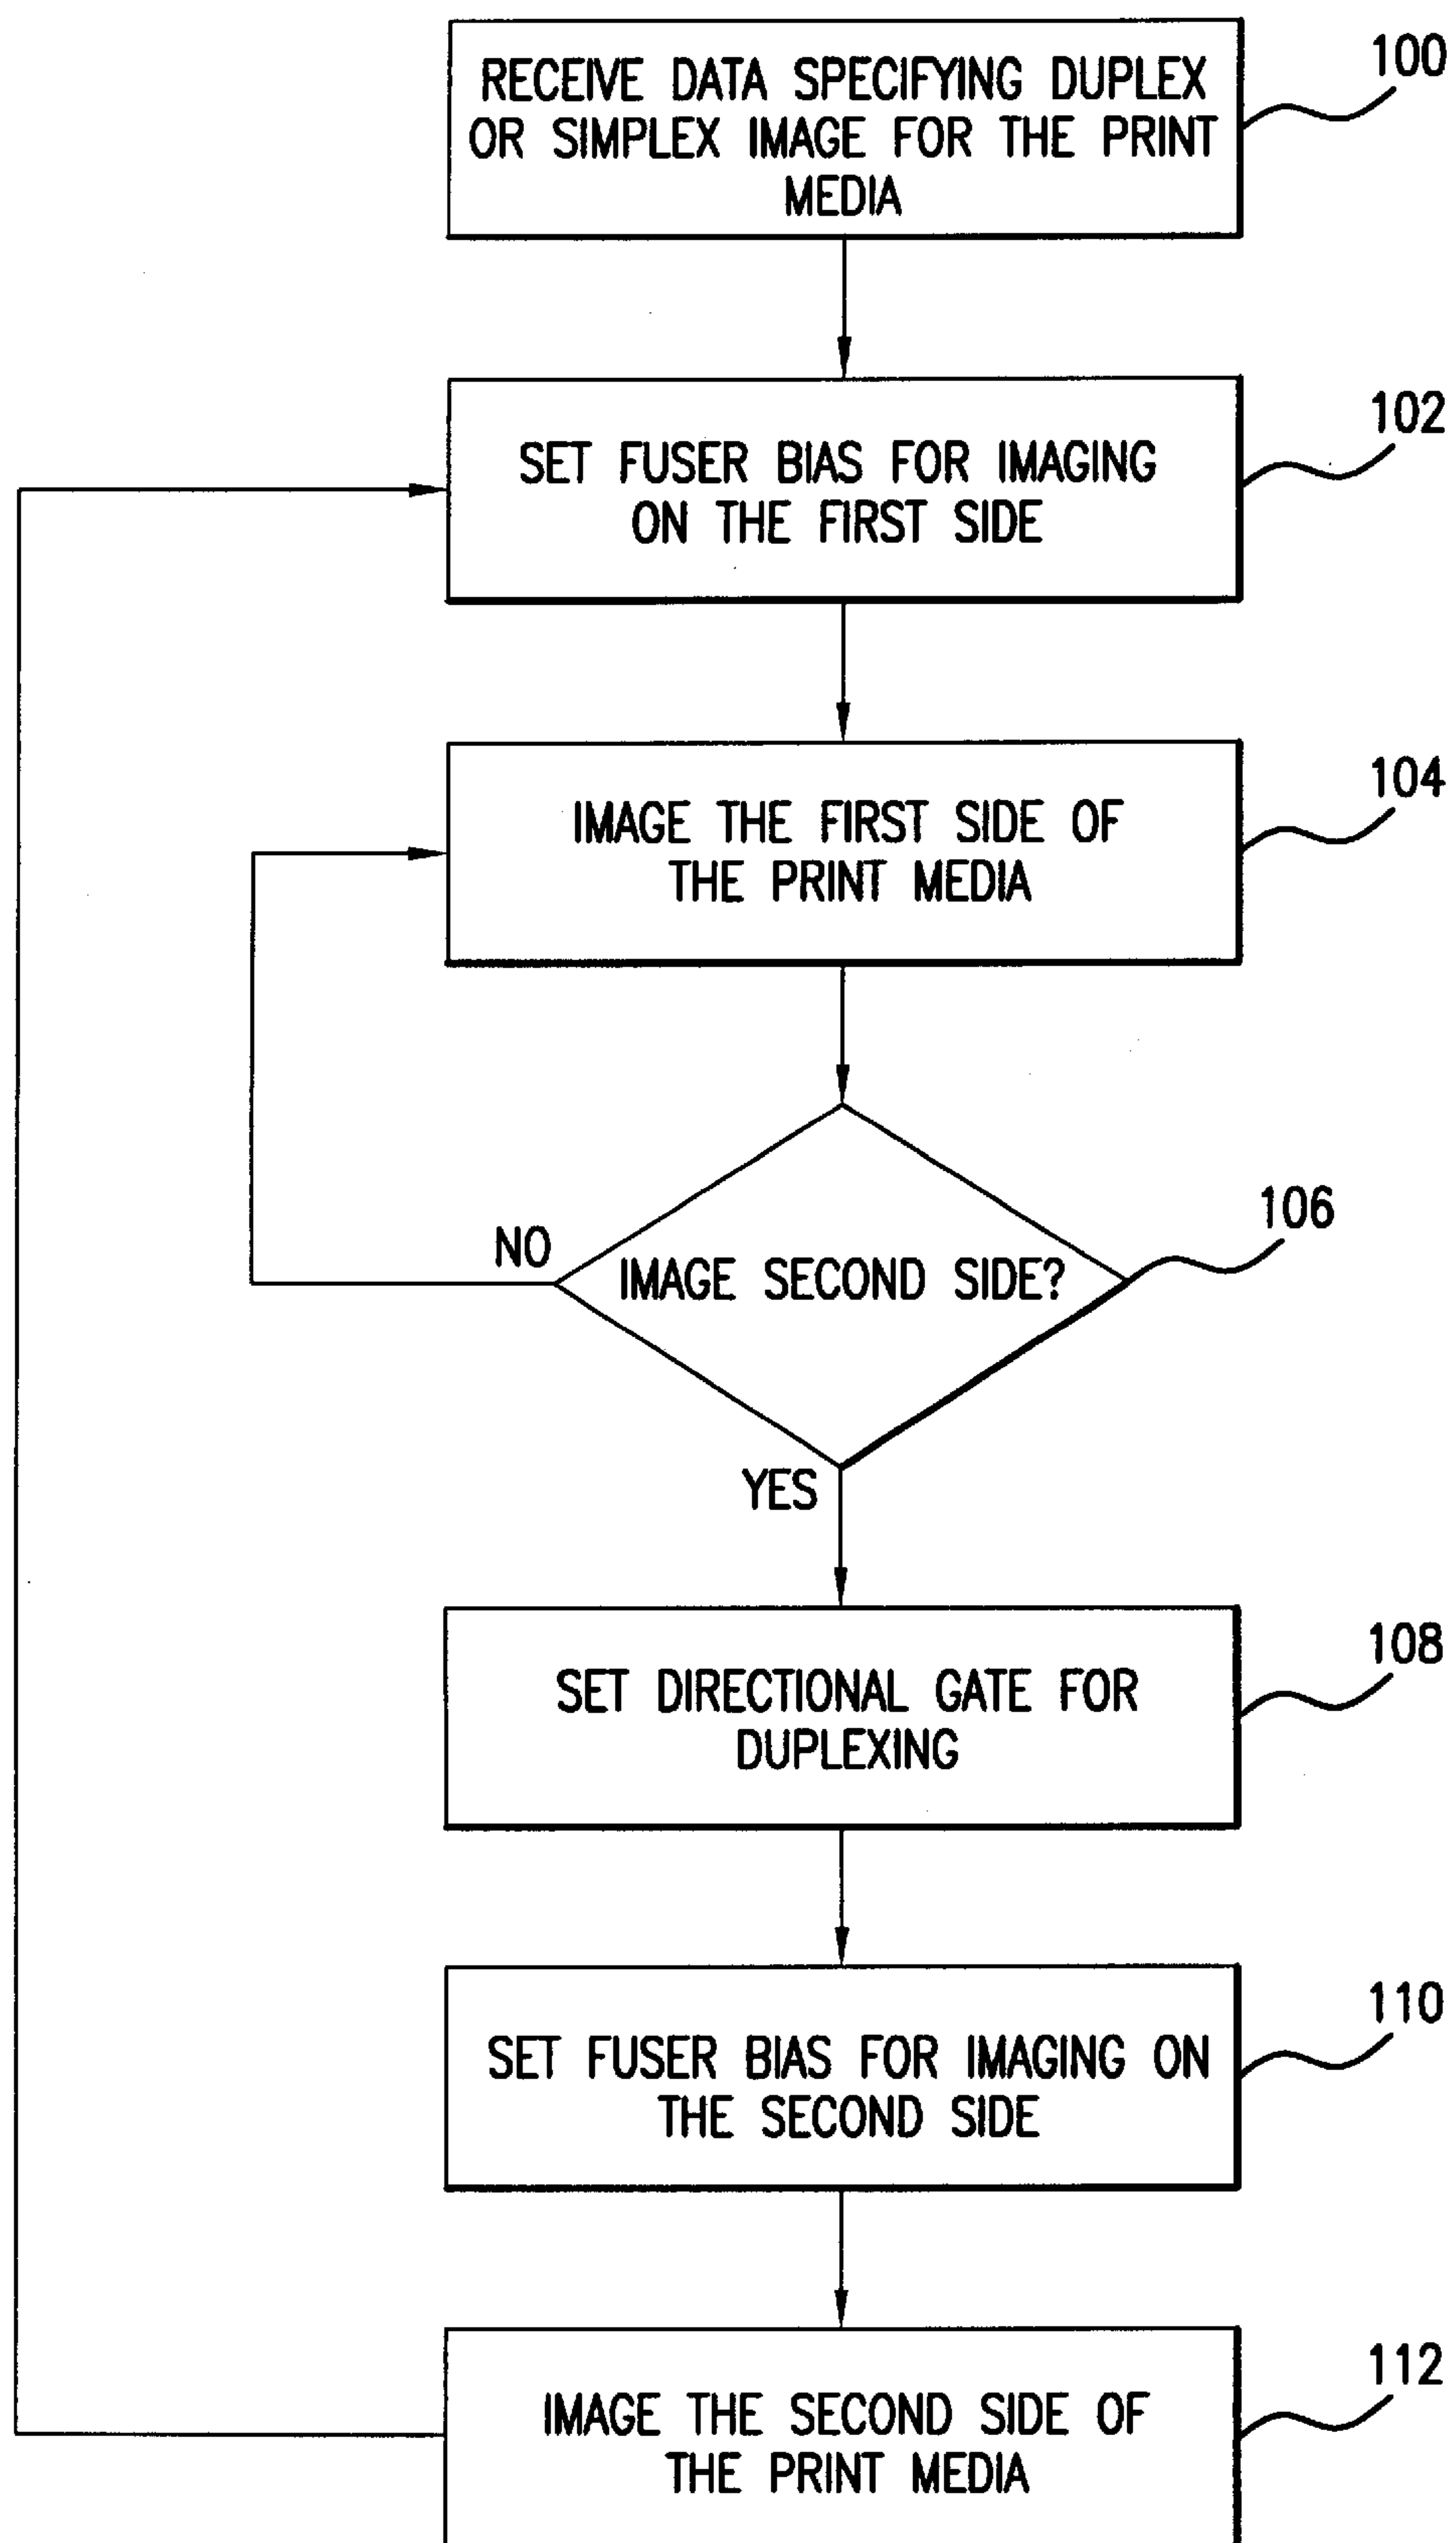 RECEIVE DATA SPECIFYING DUPLEX
OR SIMPLEX IMAGE FOR THE PRINT
MEDIA
100
SET FUSER BIAS FOR IMAGING
ON THE FIRST SIDE
102
IMAGE THE FIRST SIDE OF
THE PRINT MEDIA
104
NO
IMAGE SECOND SIDE?
106
YES
SET DIRECTIONAL GATE FOR
DUPLEXING
108
SET FUSER BIAS FOR IMAGING ON
THE SECOND SIDE
110
IMAGE THE SECOND SIDE OF
THE PRINT MEDIA
112